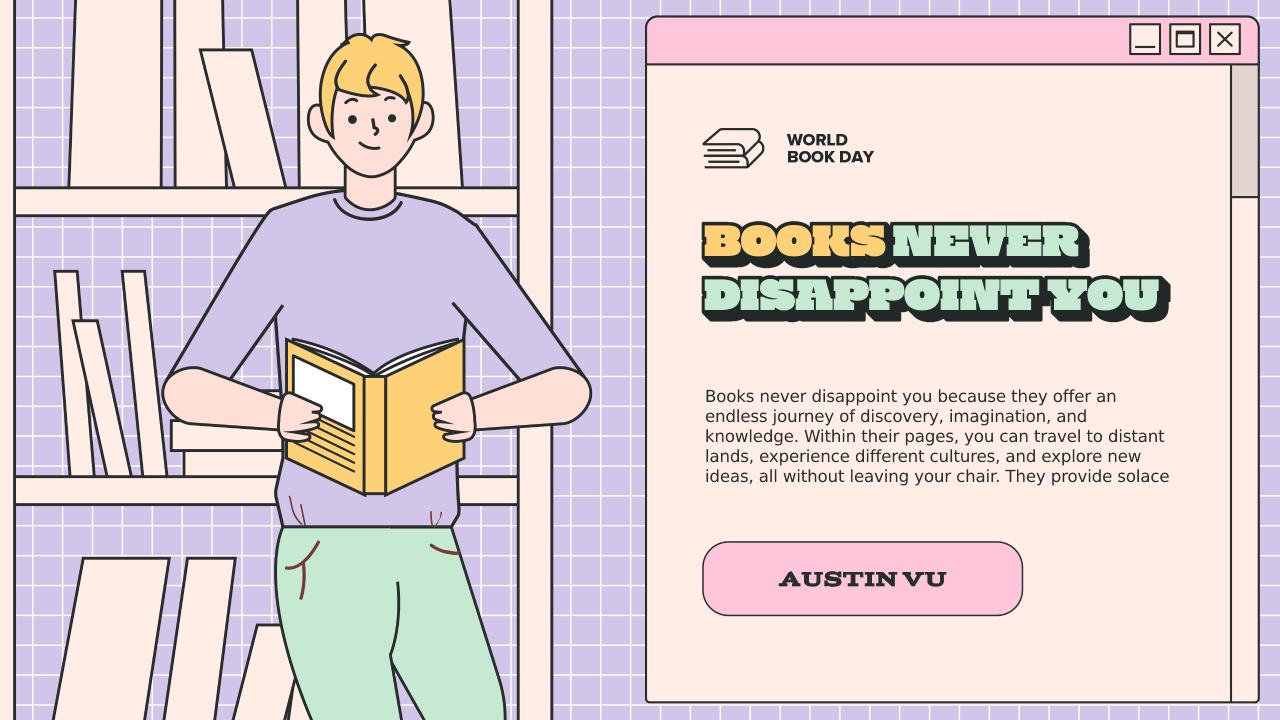 WORLD
BOOK DAY
BOOKS NEVER
DISAPPOINT YOU
Books never disappoint you because they offer an
endless journey of discovery, imagination, and
knowledge. Within their pages, you can travel to distant
lands, experience different cultures, and explore new
ideas, all without leaving your chair. They provide solace
AUSTIN VU